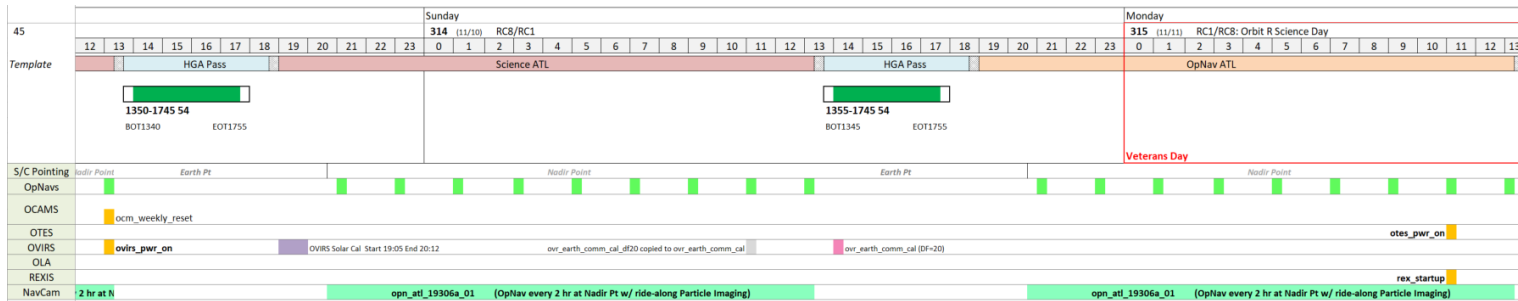 Sunday Monday
45 314 (11/10) RC8/RC1 315 (11/11) RC1/RC8: Orbit R Science Day
12 13 14 15 16 17 18 19 20 21 22 23 0 1 2 3 4 5 6 7 8 9 10 11 12 13 14 15 16 17 18 19 20 21 22 23 0 1 2 3 4 5 6 7 8 9 10 11 12 13
Template HGA Pass Science ATL HGA Pass OpNav ATL
1350-1745 54 1355-1745 54
BOT1340 EOT1755 BOT1345 EOT1755
Veterans Day
S/C Pointing Nadir Point Earth Pt Nadir Point Earth Pt Nadir Point
OpNavs
OCAMS ocm_weekly_reset
OTES otes_pwr_on
OVIRS ovirs_pwr_on OVIRS Solar Cal Start 19:05 End 20:12 ovr_earth_comm_cal_df20 copied to ovr_earth_comm_cal ovr_earth_comm_cal (DF=20)
OLA
REXIS rex_startup
NavCam 2 hr at N opn_atl_19306a_01 (OpNav every 2 hr at Nadir Pt w/ ride-along Particle Imaging) opn_atl_19306a_01 (OpNav every 2 hr at Nadir Pt w/ ride-along Particle Imaging)